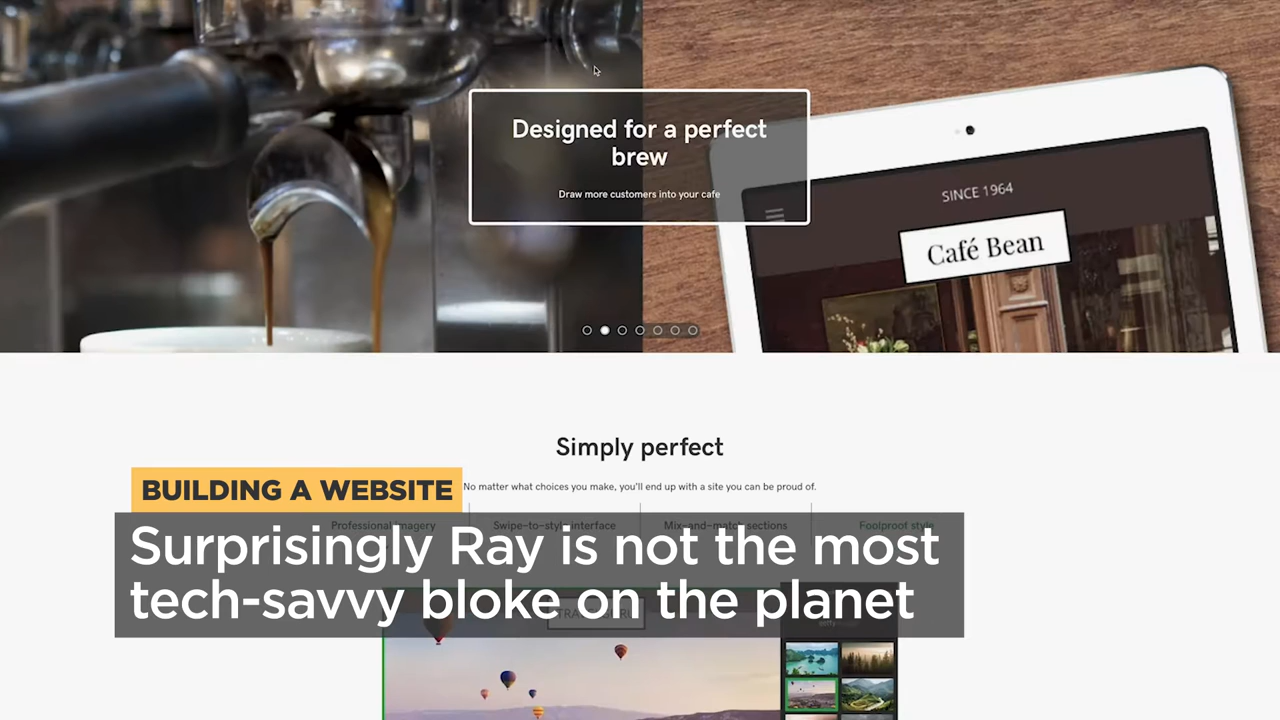 Designed for a perfect
brew
Draw more customers into your cafe
SINCE 1964
Café Bean
Simply perfect
No matter what choices you make, you'll end up with a site you can be proud of.
Professional Imagery
Swipe-to-style interface
Mix-and-match sections
Foolproof style
BUILDING A WEBSITE
Surprisingly Ray is not the most
tech-savvy bloke on the planet